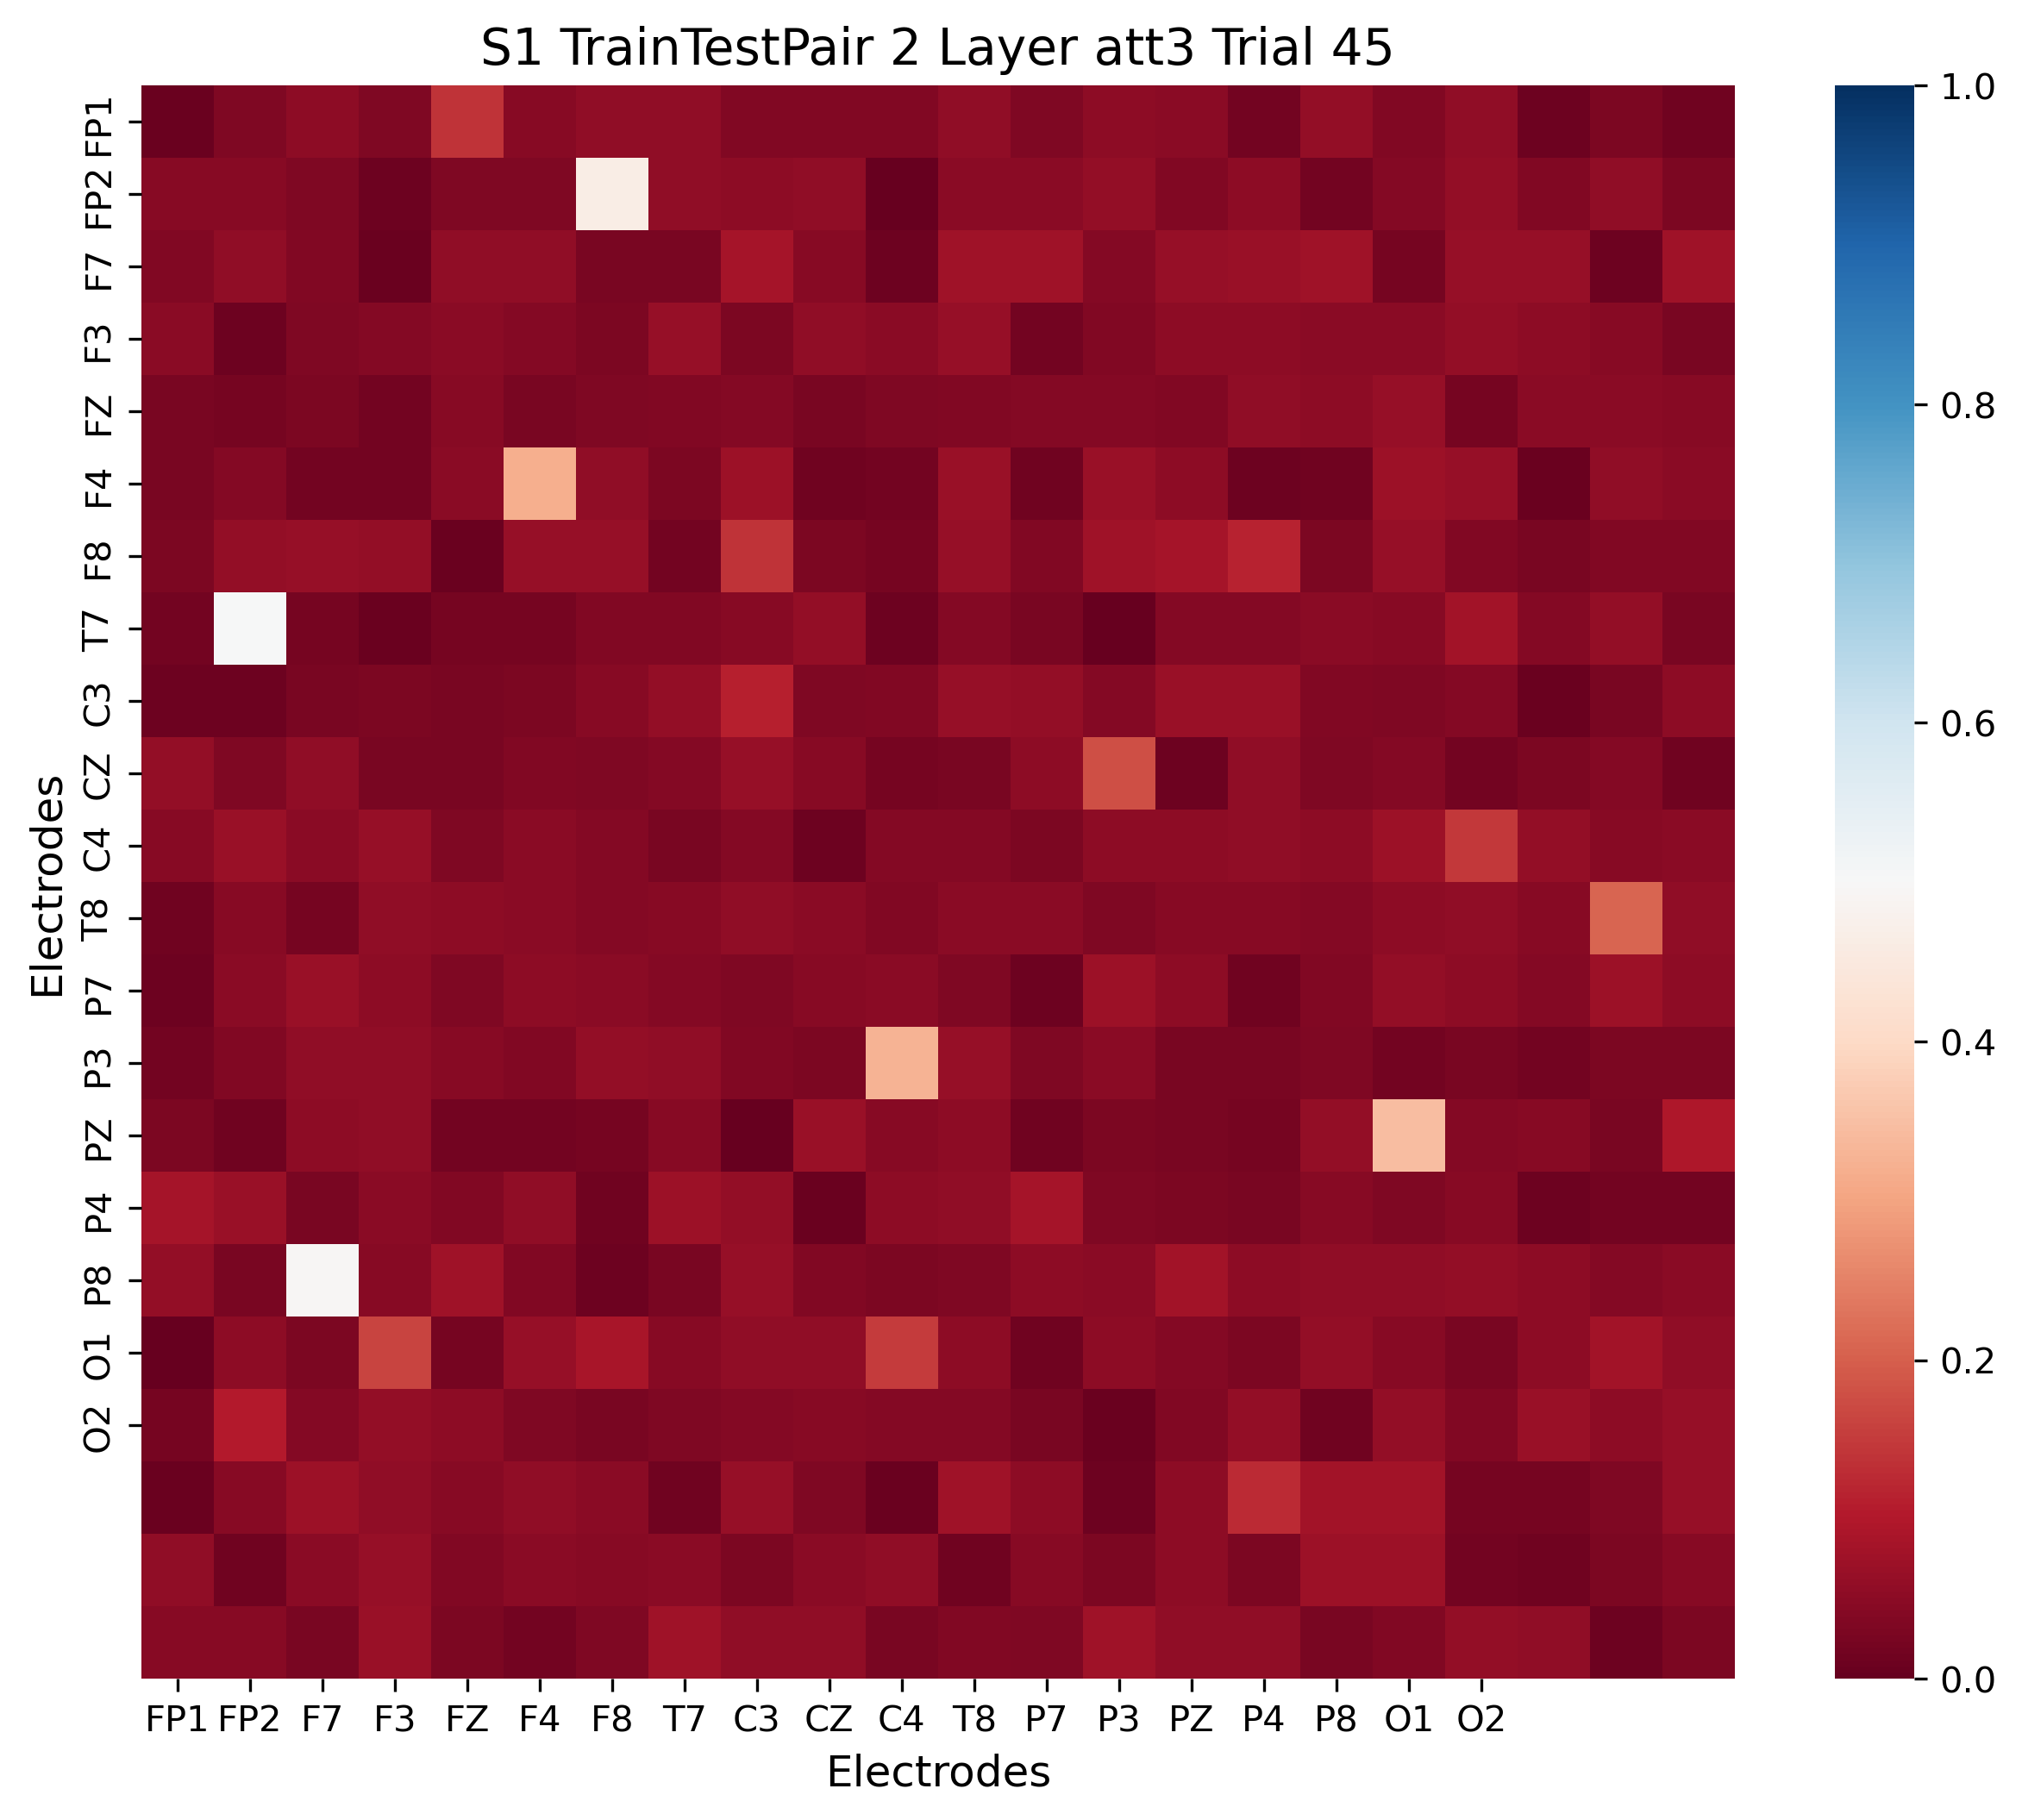 S1 TrainTestPair 2 Layer att3 Trial 45
Electrodes
FP1
FP2
F7
F3
FZ
F4
F8
T7
C3
CZ
C4
T8
P7
P3
PZ
P4
P8
O1
O2
FP1 FP2 F7 F3 FZ F4 F8 T7 C3 CZ C4 T8 P7 P3 PZ P4 P8 O1 O2
Electrodes
1.0
0.8
0.6
0.4
0.2
0.0